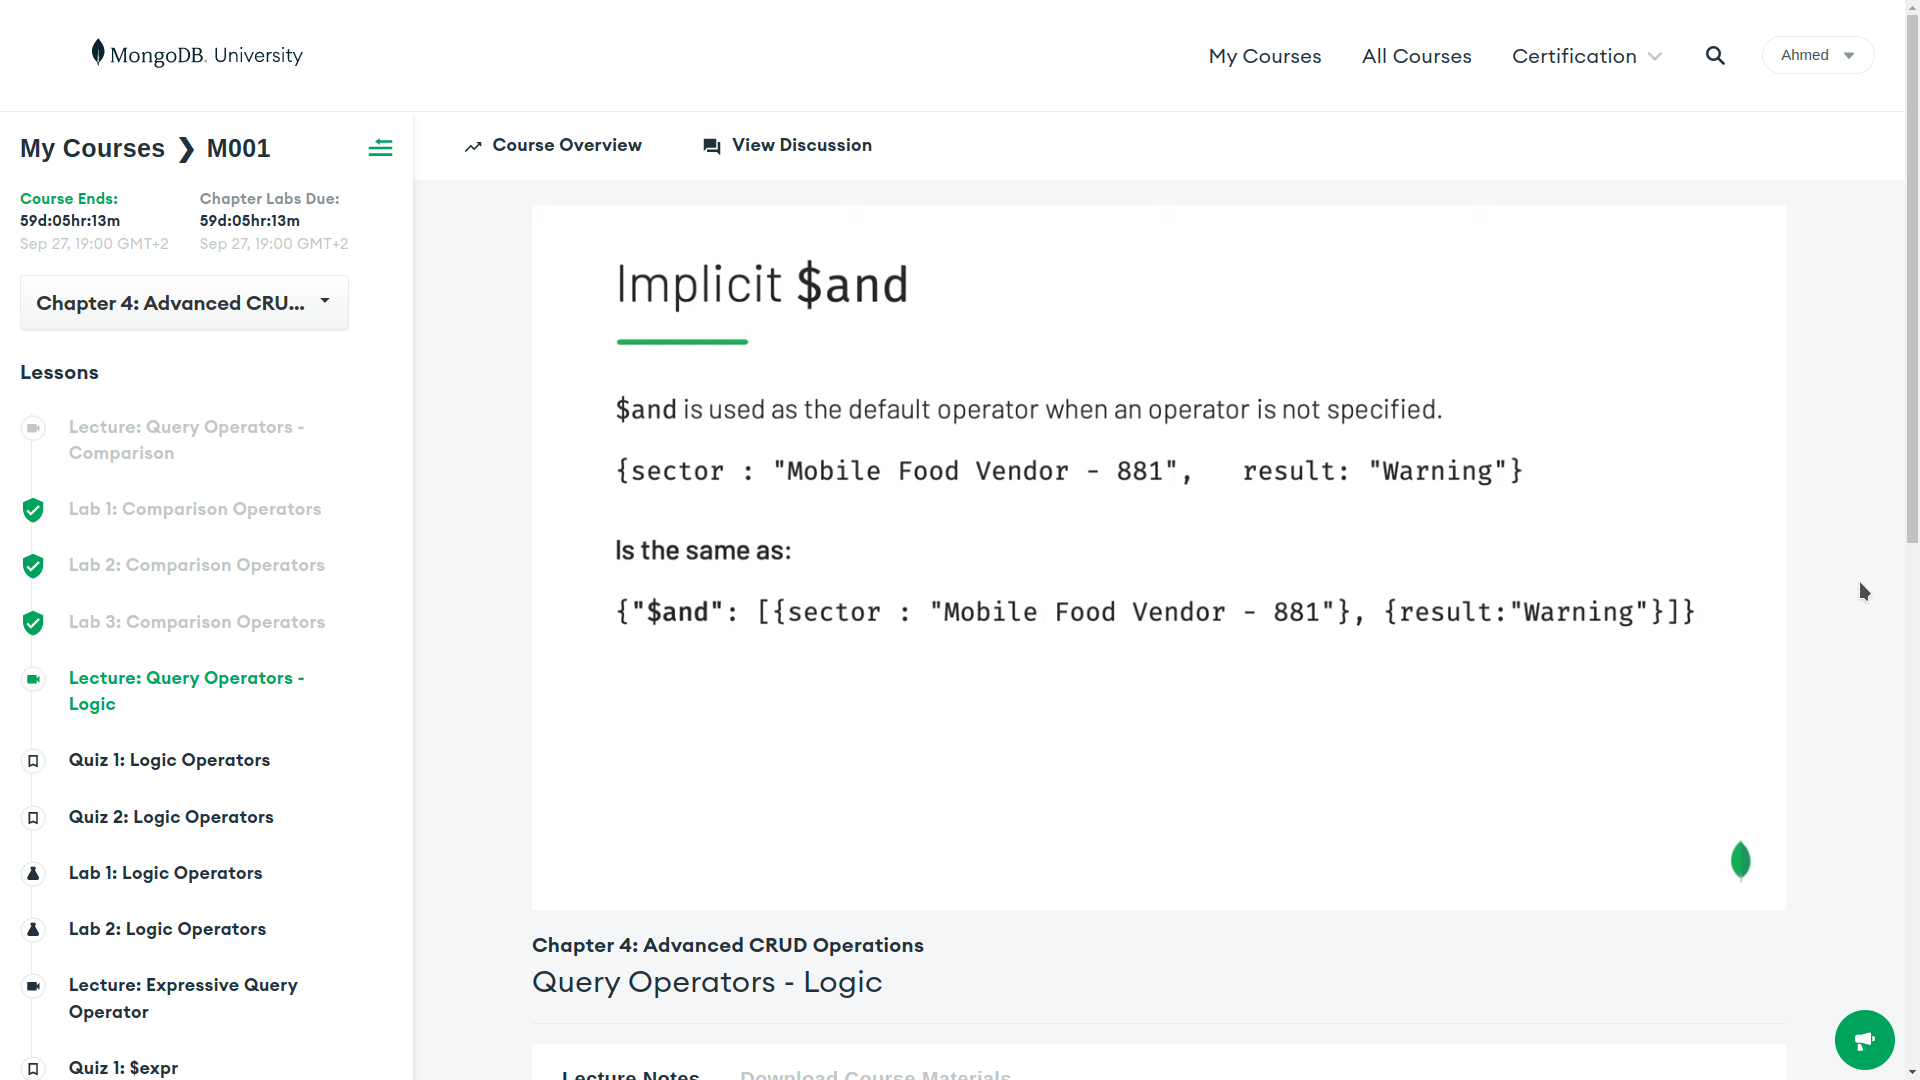 MongoDB. University
My Courses
All Courses
Certification
Ahmed
My Courses ❯ M001
Course Ends:
59d:05hr:13m
Sep 27, 19:00 GMT+2
Chapter Labs Due:
59d:05hr:13m
Sep 27, 19:00 GMT+2
Chapter 4: Advanced CRU...
Lessons
Lecture: Query Operators -
Comparison
Lab 1: Comparison Operators
Lab 2: Comparison Operators
Lab 3: Comparison Operators
Lecture: Query Operators -
Logic
Quiz 1: Logic Operators
Quiz 2: Logic Operators
Lab 1: Logic Operators
Lab 2: Logic Operators
Lecture: Expressive Query
Operator
Quiz 1: $expr
Course Overview
View Discussion
Implicit $and
$and is used as the default operator when an operator is not specified.
{sector : "Mobile Food Vendor - 881", result: "Warning"}
Is the same as:
{"$and": [{sector : "Mobile Food Vendor - 881"}, {result:"Warning"}]}
Chapter 4: Advanced CRUD Operations
Query Operators - Logic
Lecture Notes
Download Course Materials